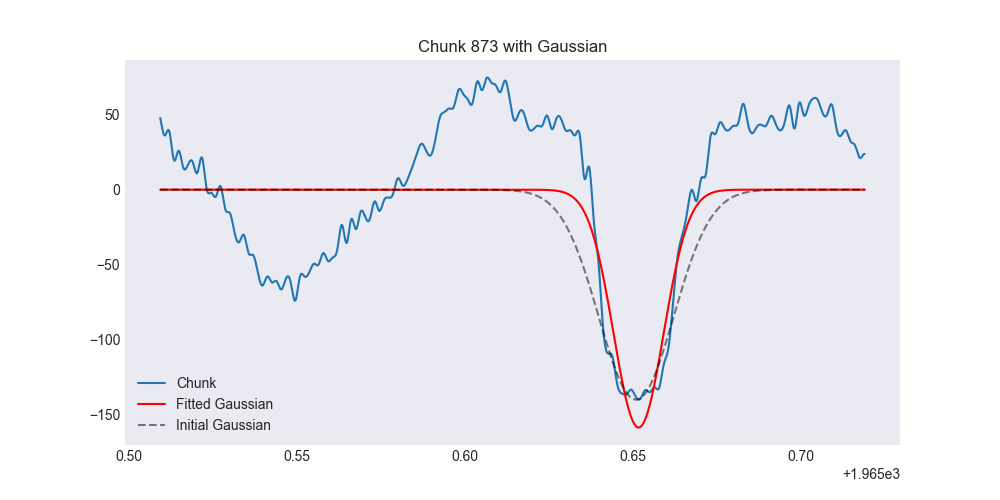 Chunk 873 with Gaussian
50
0
−50
−100
−150
Chunk
Fitted Gaussian
Initial Gaussian
0.50 0.55 0.60 0.65 0.70
+1.965e3